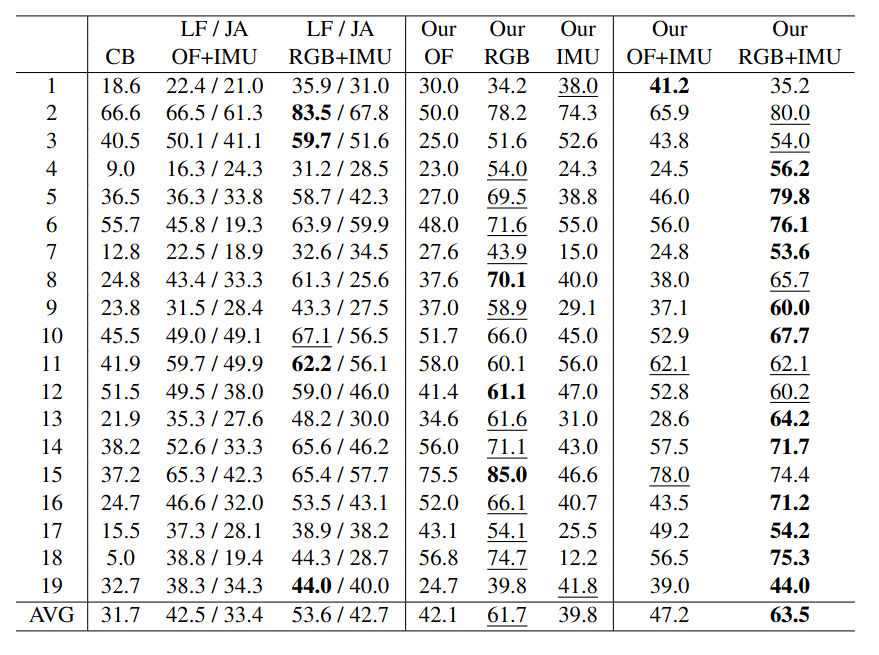 LF / JA LF / JA Our Our Our Our Our
CB OF+IMU RGB+IMU OF RGB IMU OF+IMU RGB+IMU
1 18.6 22.4 / 21.0 35.9 / 31.0 30.0 34.2 38.0 41.2 35.2
2 66.6 66.5 / 61.3 83.5 / 67.8 50.0 78.2 74.3 65.9 80.0
3 40.5 50.1 / 41.1 59.7 / 51.6 25.0 51.6 52.6 43.8 54.0
4 9.0 16.3 / 24.3 31.2 / 28.5 23.0 54.0 24.3 24.5 56.2
5 36.5 36.3 / 33.8 58.7 / 42.3 27.0 69.5 38.8 46.0 79.8
6 55.7 45.8 / 19.3 63.9 / 59.9 48.0 71.6 55.0 56.0 76.1
7 12.8 22.5 / 18.9 32.6 / 34.5 27.6 43.9 15.0 24.8 53.6
8 24.8 43.4 / 33.3 61.3 / 25.6 37.6 70.1 40.0 38.0 65.7
9 23.8 31.5 / 28.4 43.3 / 27.5 37.0 58.9 29.1 37.1 60.0
10 45.5 49.0 / 49.1 67.1 / 56.5 51.7 66.0 45.0 52.9 67.7
11 41.9 59.7 / 49.9 62.2 / 56.1 58.0 60.1 56.0 62.1 62.1
12 51.5 49.5 / 38.0 59.0 / 46.0 41.4 61.1 47.0 52.8 60.2
13 21.9 35.3 / 27.6 48.2 / 30.0 34.6 61.6 31.0 28.6 64.2
14 38.2 52.6 / 33.3 65.6 / 46.2 56.0 71.1 43.0 57.5 71.7
15 37.2 65.3 / 42.3 65.4 / 57.7 75.5 85.0 46.6 78.0 74.4
16 24.7 46.6 / 32.0 53.5 / 43.1 52.0 66.1 40.7 43.5 71.2
17 15.5 37.3 / 28.1 38.9 / 38.2 43.1 54.1 25.5 49.2 54.2
18 5.0 38.8 / 19.4 44.3 / 28.7 56.8 74.7 12.2 56.5 75.3
19 32.7 38.3 / 34.3 44.0 / 40.0 24.7 39.8 41.8 39.0 44.0
AVG 31.7 42.5 / 33.4 53.6 / 42.7 42.1 61.7 39.8 47.2 63.5